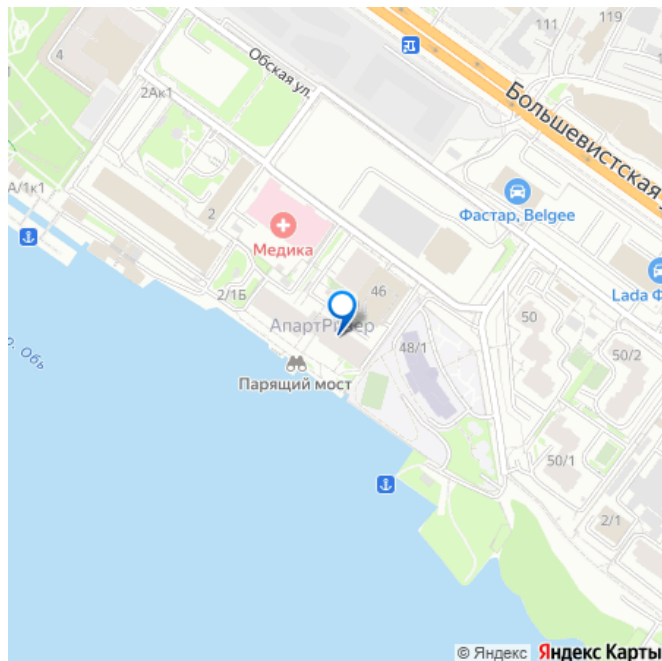 111
119
4
Обская ул.
2Ак1
Большевистская
А/1к1
2
Фастар, Belgee
Медика
Lada Ф
2/1Б
46
50
АпартРивер
48/1
50/2
о. Обь
Парящий мост
50/1
2/1
© Яндекс Яндекс Карты